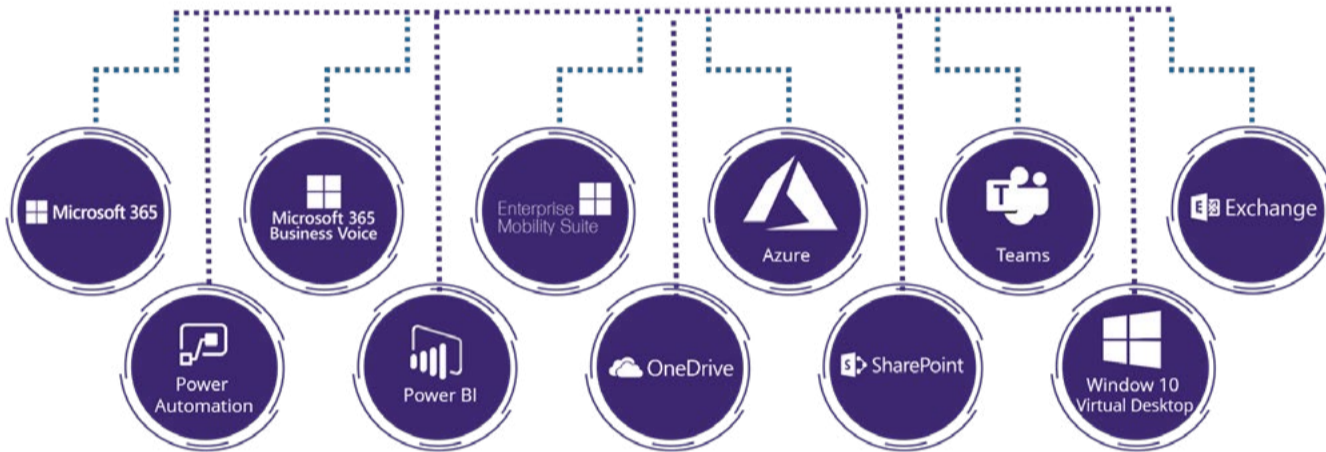 Microsoft 365
Microsoft 365
Business Voice
Enterprise
Mobility Suite
Azure
T
Teams
E
Exchange
Power
Automation
Power BI
OneDrive
S
SharePoint
Window 10
Virtual Desktop